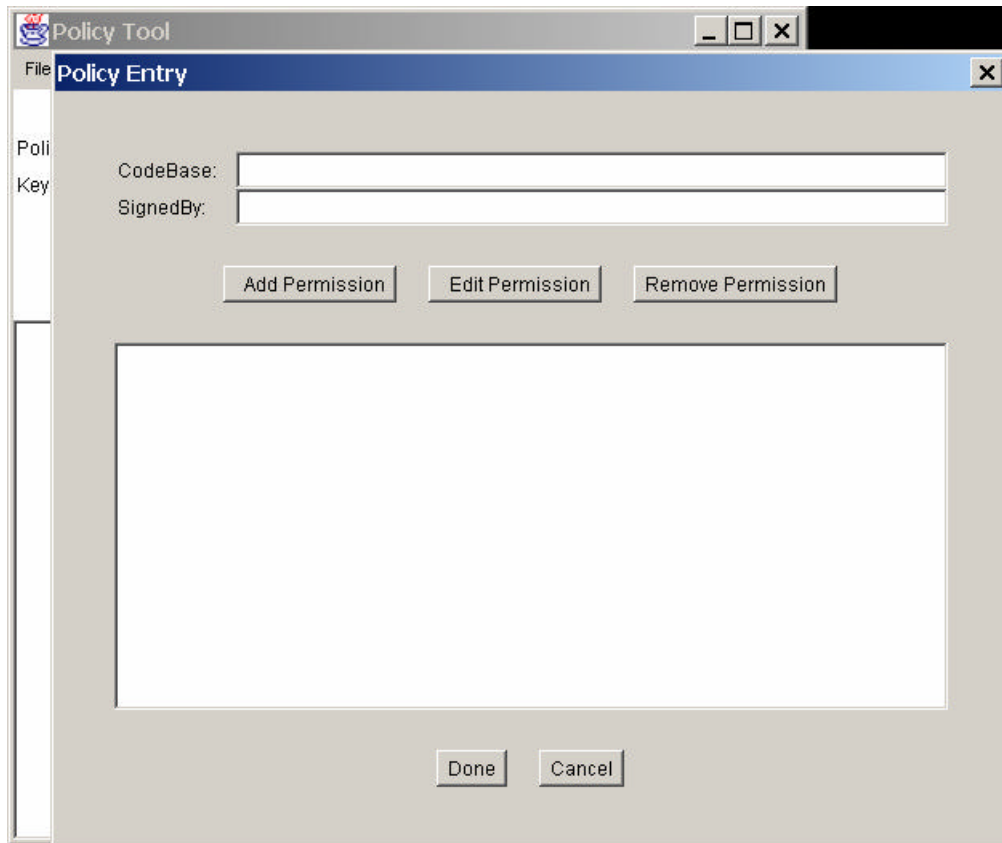 Policy Tool
File
Policy Entry
Poli
CodeBase:
Key
SignedBy:
Add Permission Edit Permission Remove Permission
Done Cancel